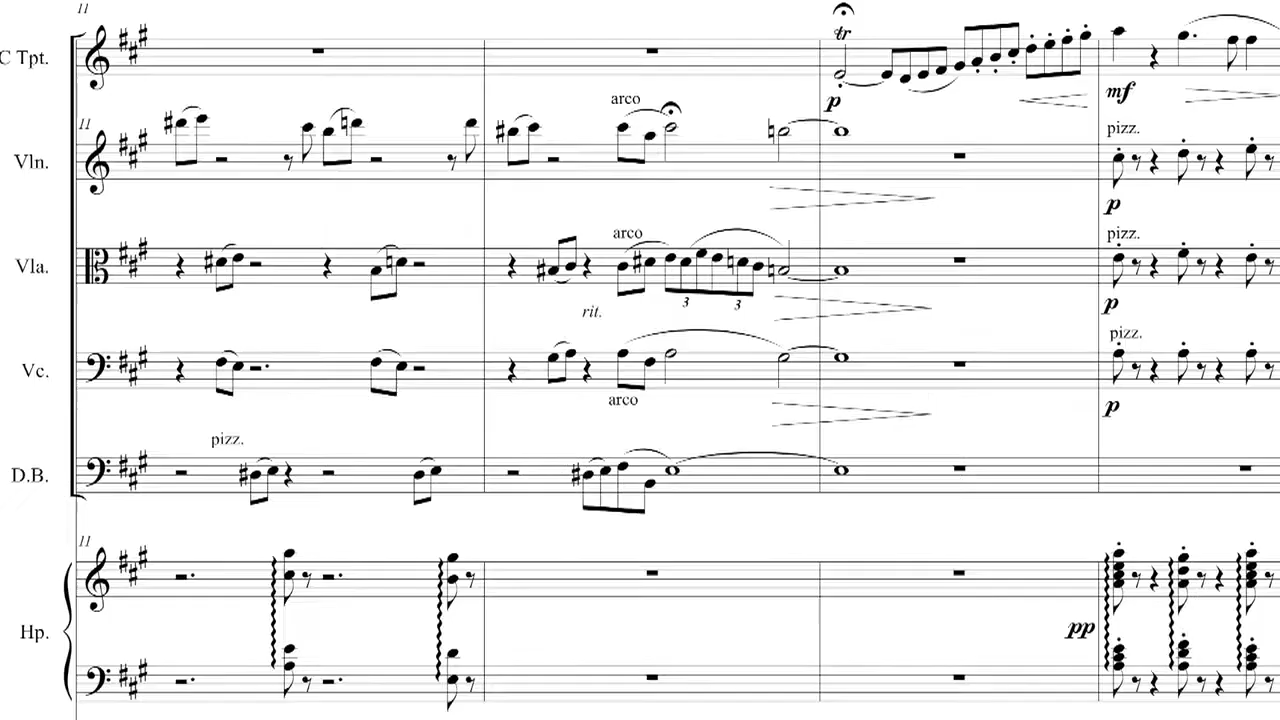 11
C Tpt.
tr
p
mf
11
arco
pizz.
Vln.
p
arco
pizz.
Vla.
3
3
rit.
p
pizz.
Vc.
arco
p
pizz.
D.B.
11
Hp.
pp